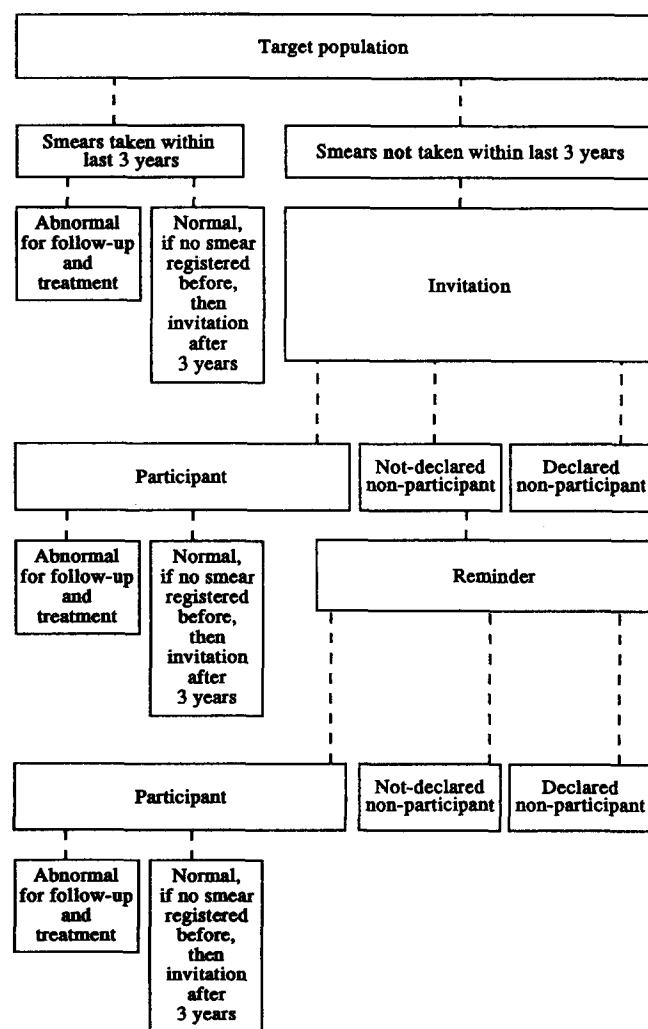 Target population
Smears taken within
last 3 years
Smears not taken within last 3 years
Abnormal
for follow-up
and
treatment
Normal,
if no smear
registered
before,
then
invitation
after
3 years
Invitation
Participant
Not-declared
non-participant
Declared
non-participant
Abnormal
for follow-up
and
treatment
Normal,
if no smear
registered
before,
then
invitation
after
3 years
Reminder
Participant
Not-declared
non-participant
Declared
non-participant
Abnormal
for follow-up
and
treatment
Normal,
if no smear
registered
before,
then
invitation
after
3 years